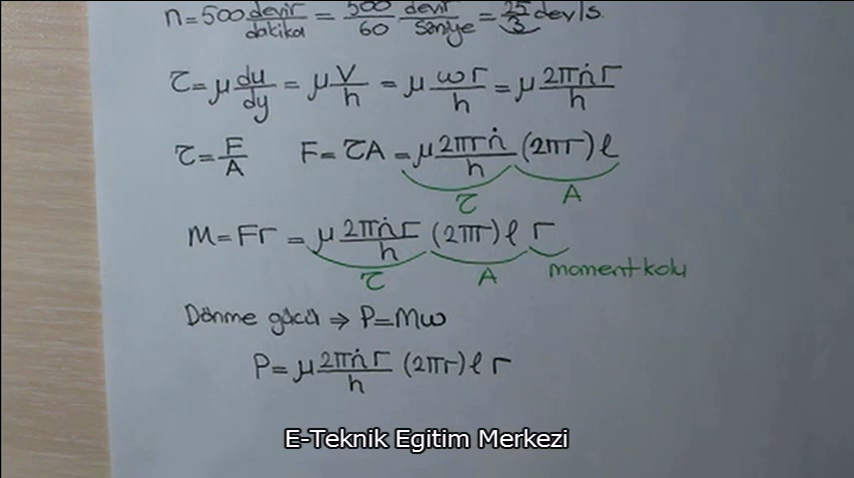 n = 500 devir/dakika = 500/60 devir/saniye = 25/3 dev/s.
τ = μ du/dy = μ V/h = μ ωr/h = μ 2πṅr/h
τ = F/A F = τA = μ 2πrṅ/h (2πr) ℓ
τ A
M = Fr = μ 2πṅr/h (2πr) ℓ r
τ A moment kolu
Dönme gücü ⇒ P = Mω
P = μ 2πṅr/h (2πr) ℓ r
E-Teknik Egitim Merkezi